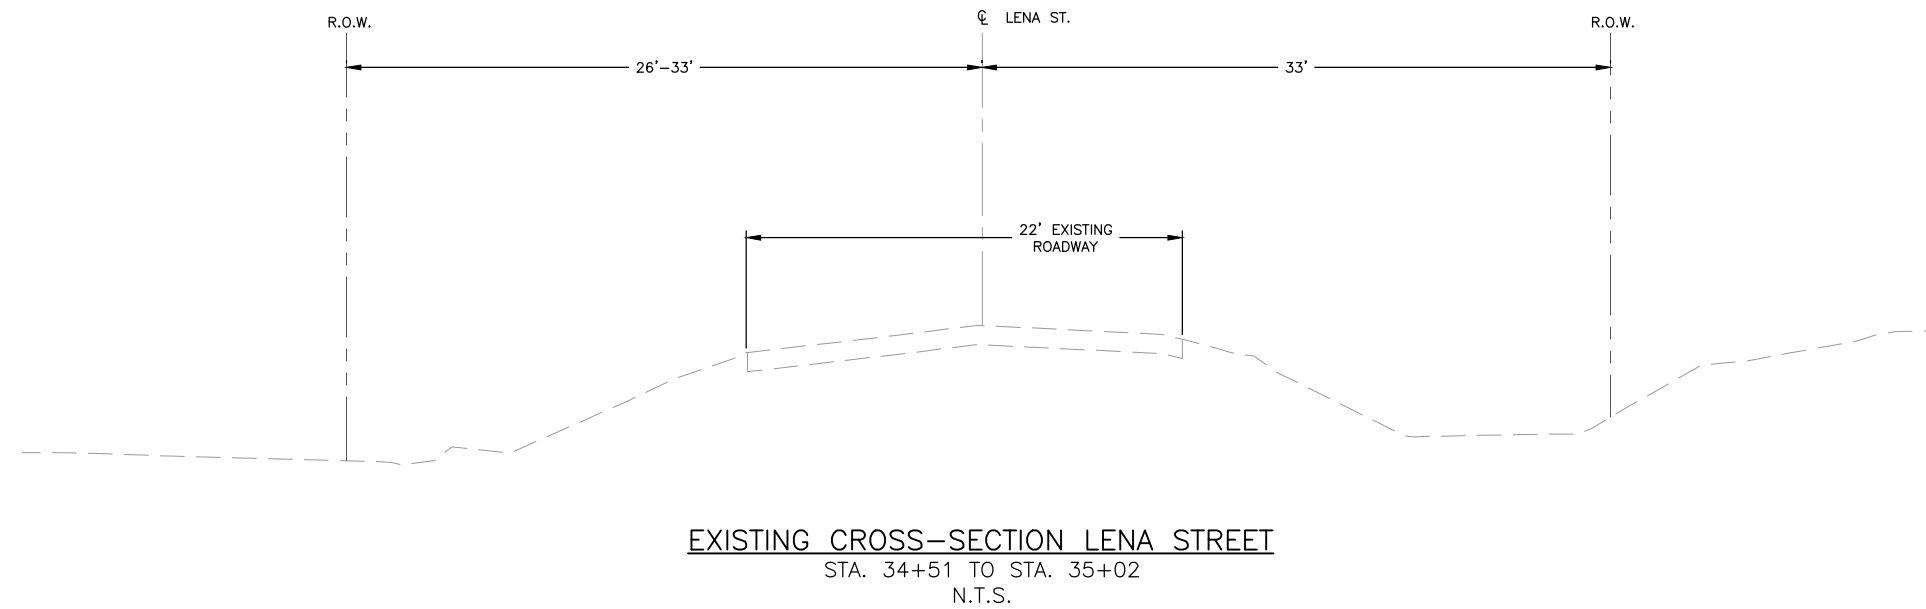 R.O.W.
℄ LENA ST.
R.O.W.
26'-33'
33'
22' EXISTING
ROADWAY
EXISTING CROSS-SECTION LENA STREET
STA. 34+51 TO STA. 35+02
N.T.S.